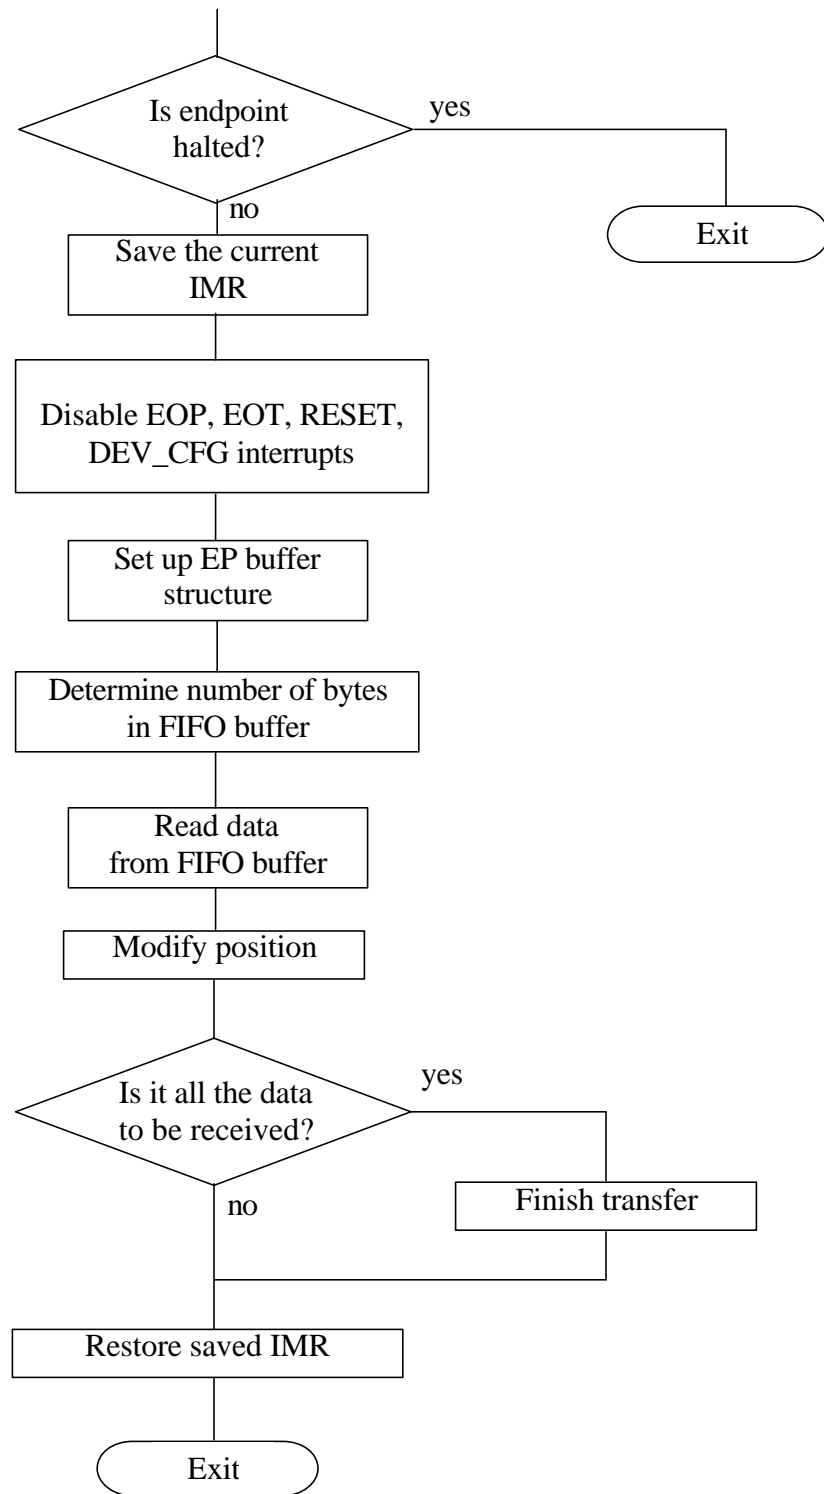 Is endpoint
halted?
yes
no
Exit
Save the current
IMR
Disable EOP, EOT, RESET,
DEV_CFG interrupts
Set up EP buffer
structure
Determine number of bytes
in FIFO buffer
Read data
from FIFO buffer
Modify position
Is it all the data
to be received?
yes
no
Finish transfer
Restore saved IMR
Exit